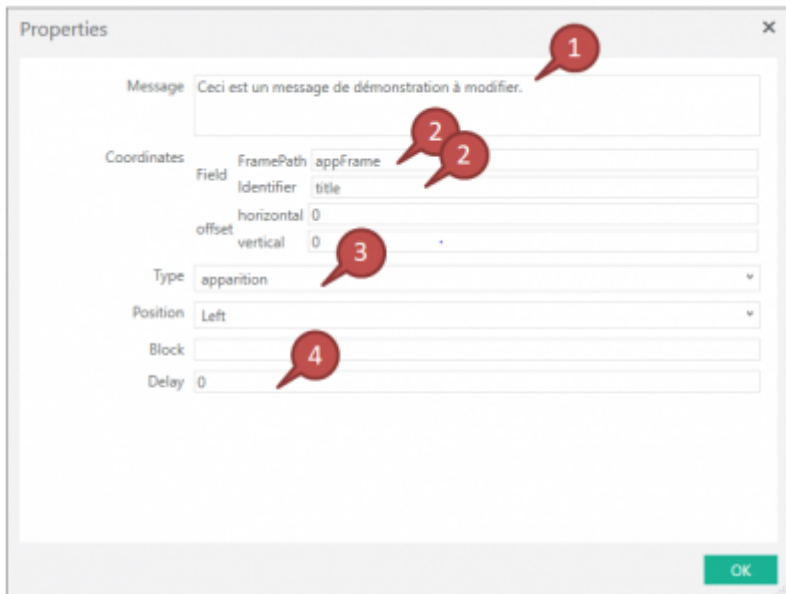 Properties
1
Message Ceci est un message de démonstration à modifier.
2
Coordinates Field FramePath appFrame
2
Identifier title
offset horizontal 0
vertical 0
3
Type apparition
Position Left
Block
4
Delay 0
OK